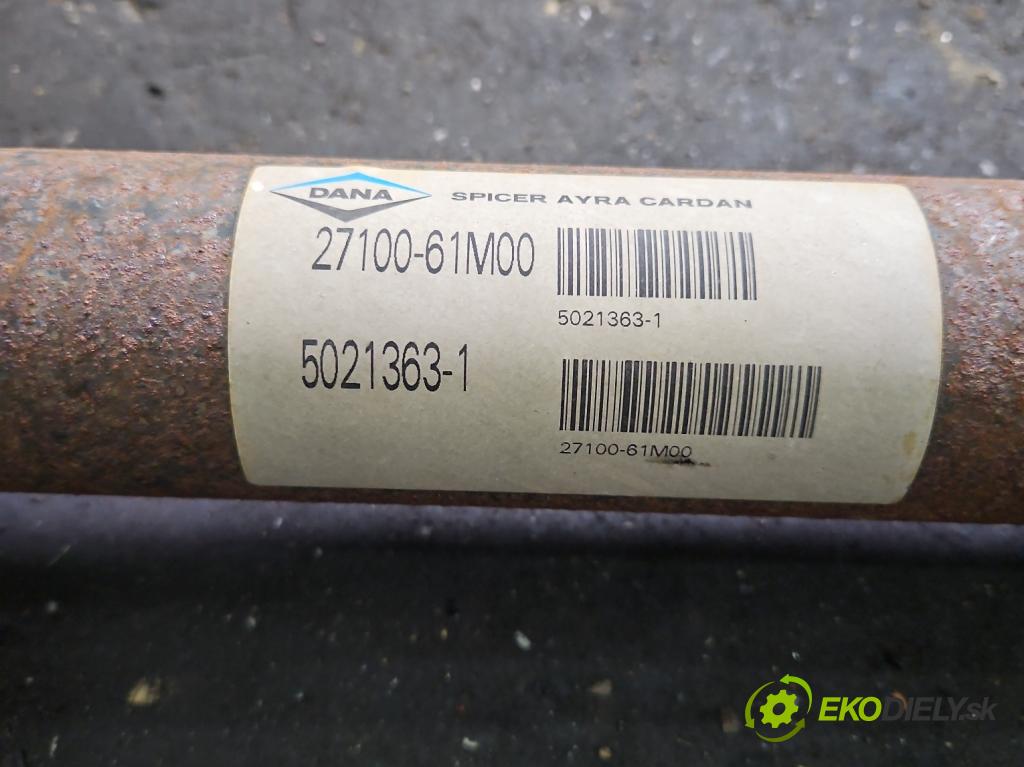 DANA SPICER AYRA CARDAN
27100-61M00
5021363-1
5021363-1
27100-61M00
EKODIELY.sk